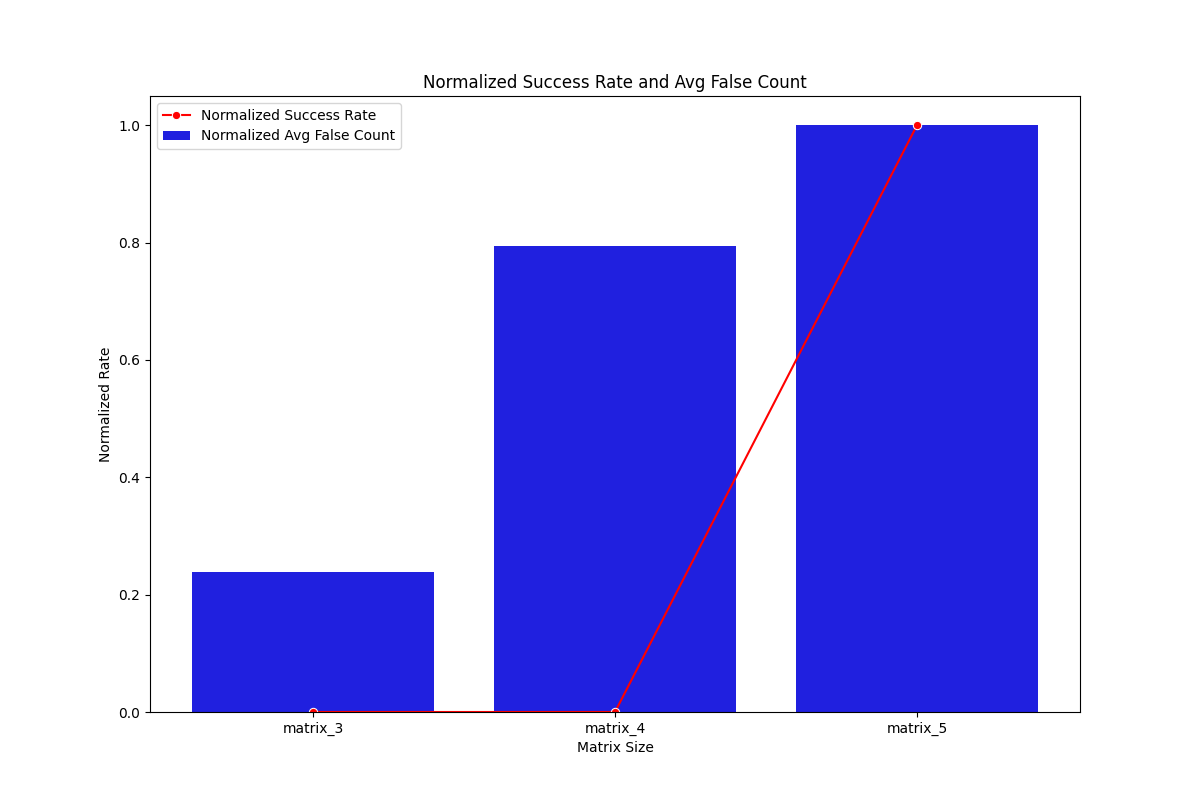 Normalized Success Rate and Avg False Count
Normalized Success Rate
Normalized Avg False Count
1.0
0.8
0.6
0.4
0.2
0.0
Normalized Rate
matrix_3
matrix_4
matrix_5
Matrix Size